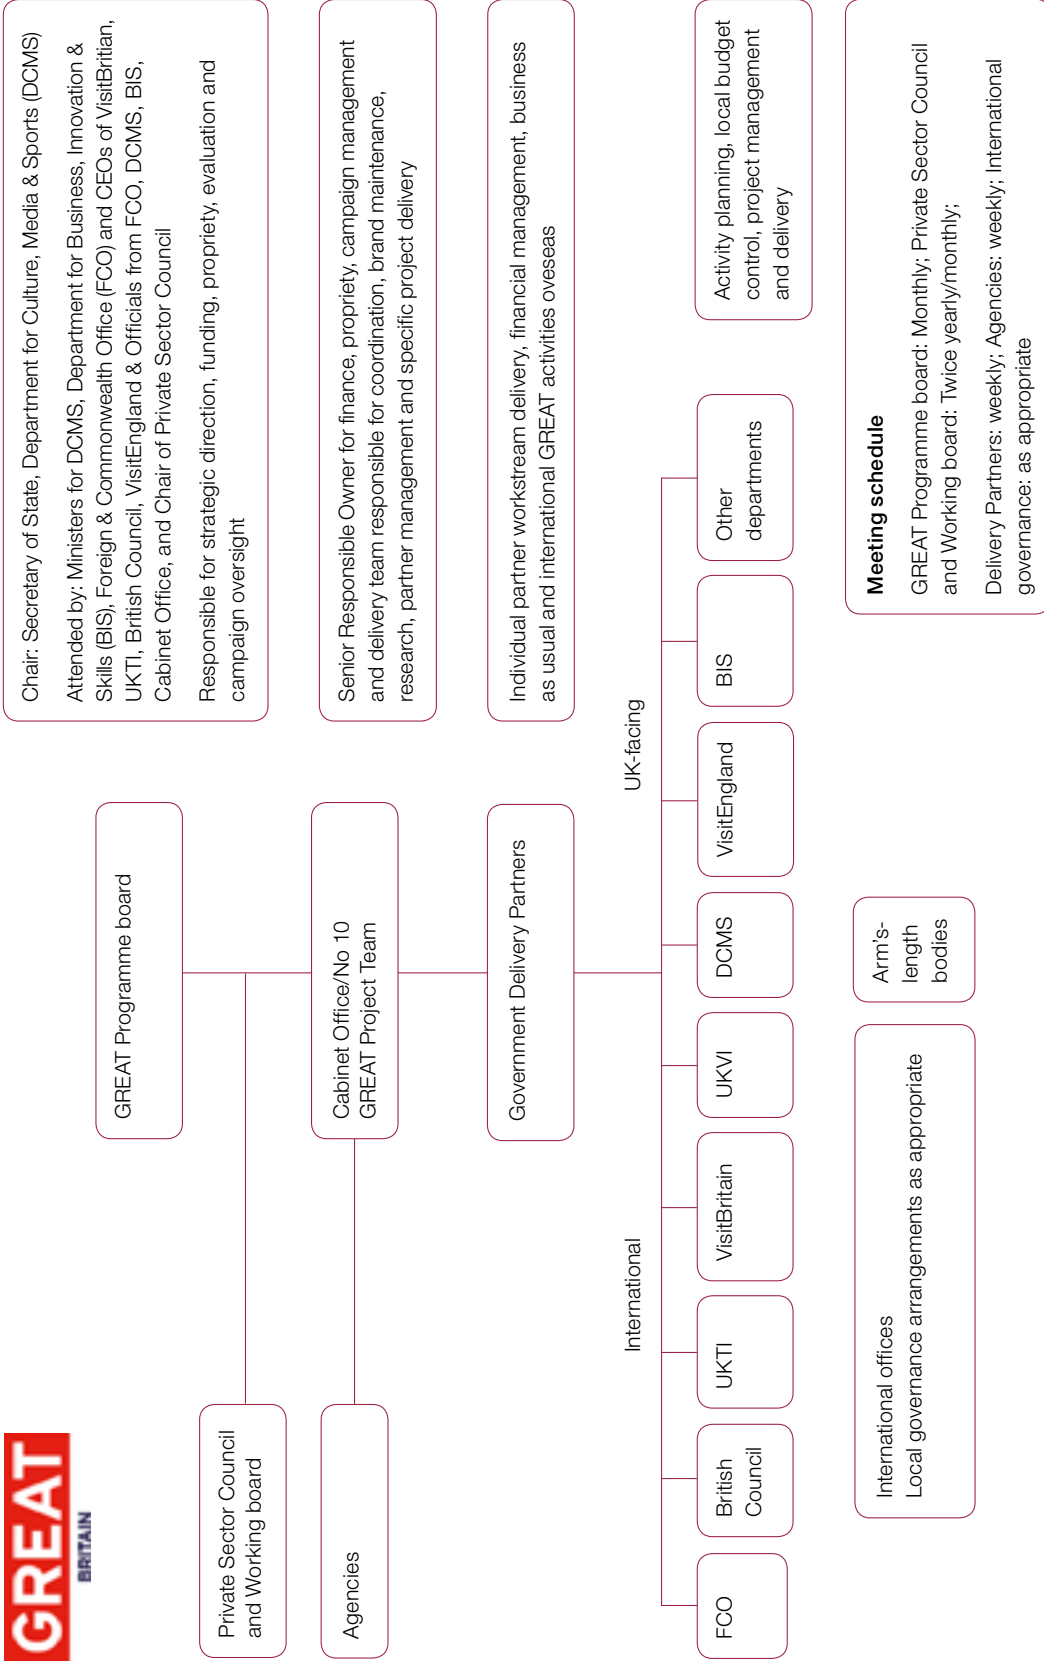 GREAT
BRITAIN
GREAT Programme board
Chair: Secretary of State, Department for Culture, Media & Sports (DCMS)
Attended by: Ministers for DCMS, Department for Business, Innovation &
Skills (BIS), Foreign & Commonwealth Office (FCO) and CEOs of VisitBritian,
UKTI, British Council, VisitEngland & Officials from FCO, DCMS, BIS,
Cabinet Office, and Chair of Private Sector Council
Responsible for strategic direction, funding, propriety, evaluation and
campaign oversight
Private Sector Council
and Working board
Agencies
Cabinet Office/No 10
GREAT Project Team
Senior Responsible Owner for finance, propriety, campaign management
and delivery team responsible for coordination, brand maintenance,
research, partner management and specific project delivery
Government Delivery Partners
Individual partner workstream delivery, financial management, business
as usual and international GREAT activities oveseas
International
UK-facing
FCO
British
Council
UKTI
VisitBritain
UKVI
DCMS
VisitEngland
BIS
Other
departments
Activity planning, local budget
control, project management
and delivery
International offices
Local governance arrangements as appropriate
Arm's-
length
bodies
Meeting schedule
GREAT Programme board: Monthly; Private Sector Council
and Working board: Twice yearly/monthly;
Delivery Partners: weekly; Agencies: weekly; International
governance: as appropriate